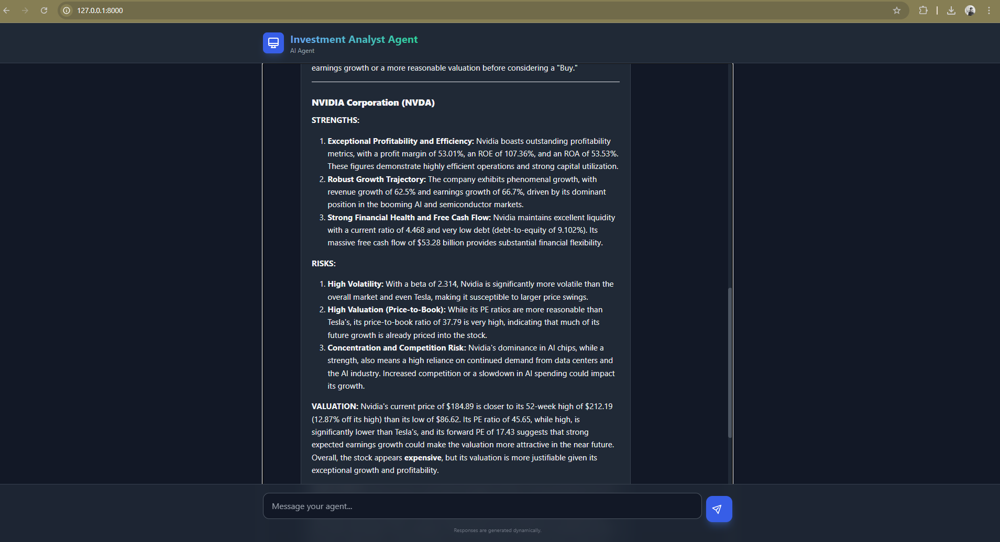 127.0.0.1:8000
Investment Analyst Agent
AI Agent
earnings growth or a more reasonable valuation before considering a "Buy."
NVIDIA Corporation (NVDA)
STRENGTHS:
1. Exceptional Profitability and Efficiency: Nvidia boasts outstanding profitability
metrics, with a profit margin of 53.01%, an ROE of 107.36%, and an ROA of 53.53%.
These figures demonstrate highly efficient operations and strong capital utilization.
2. Robust Growth Trajectory: The company exhibits phenomenal growth, with
revenue growth of 62.5% and earnings growth of 66.7%, driven by its dominant
position in the booming AI and semiconductor markets.
3. Strong Financial Health and Free Cash Flow: Nvidia maintains excellent liquidity
with a current ratio of 4.468 and very low debt (debt-to-equity of 9.102%). Its
massive free cash flow of $53.28 billion provides substantial financial flexibility.
RISKS:
1. High Volatility: With a beta of 2.314, Nvidia is significantly more volatile than the
overall market and even Tesla, making it susceptible to larger price swings.
2. High Valuation (Price-to-Book): While its PE ratios are more reasonable than
Tesla's, its price-to-book ratio of 37.79 is very high, indicating that much of its
future growth is already priced into the stock.
3. Concentration and Competition Risk: Nvidia's dominance in AI chips, while a
strength, also means a high reliance on continued demand from data centers and
the AI industry. Increased competition or a slowdown in AI spending could impact
its growth.
VALUATION: Nvidia's current price of $184.89 is closer to its 52-week high of $212.19
(12.87% off its high) than its low of $86.62. Its PE ratio of 45.65, while high, is
significantly lower than Tesla's, and its forward PE of 17.43 suggests that strong
expected earnings growth could make the valuation more attractive in the near future.
Overall, the stock appears expensive, but its valuation is more justifiable given its
exceptional growth and profitability.
Message your agent...
Responses are generated dynamically.